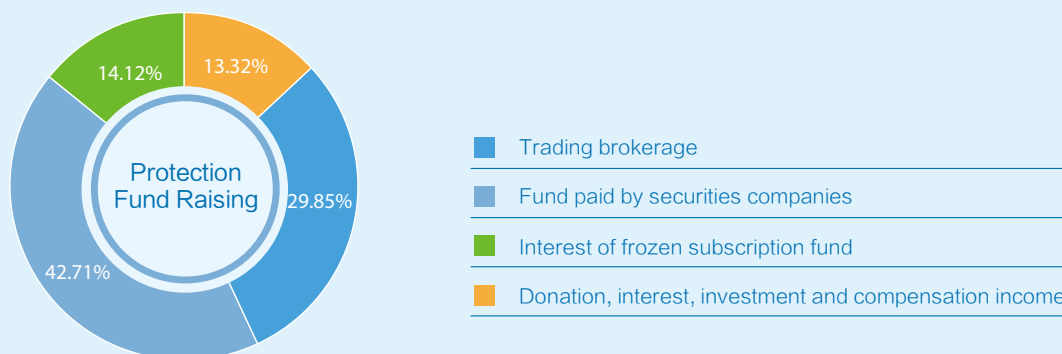 14.12%
13.32%
Protection
Fund Raising
29.85%
42.71%
Trading brokerage
Fund paid by securities companies
Interest of frozen subscription fund
Donation, interest, investment and compensation income